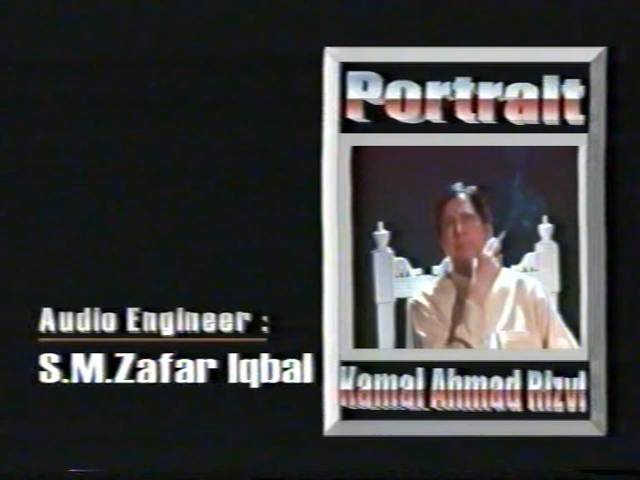 Portrait
Audio Engineer :
S.M.Zafar Iqbal
Kamal Ahmad Rizvi